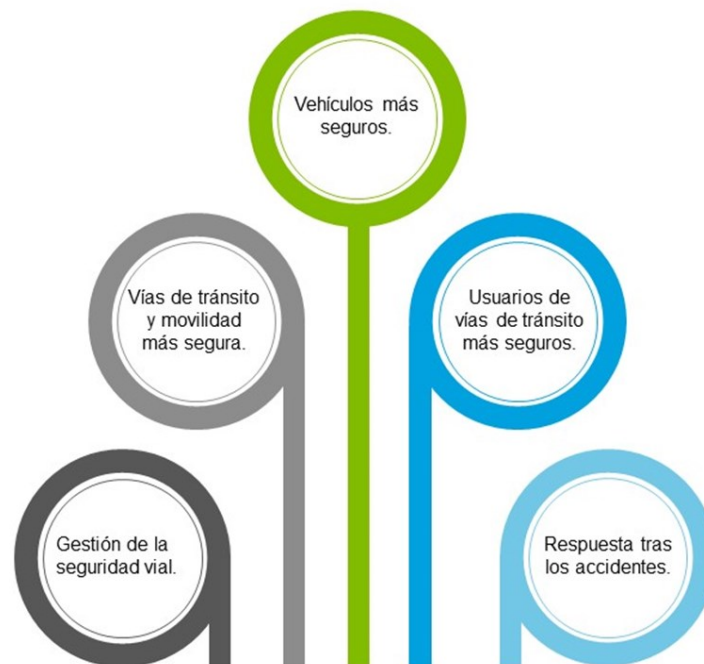 Vehículos más
seguros.
Vías de tránsito
y movilidad
más segura.
Usuarios de
vías de tránsito
más seguros.
Gestión de la
seguridad vial.
Respuesta tras
los accidentes.